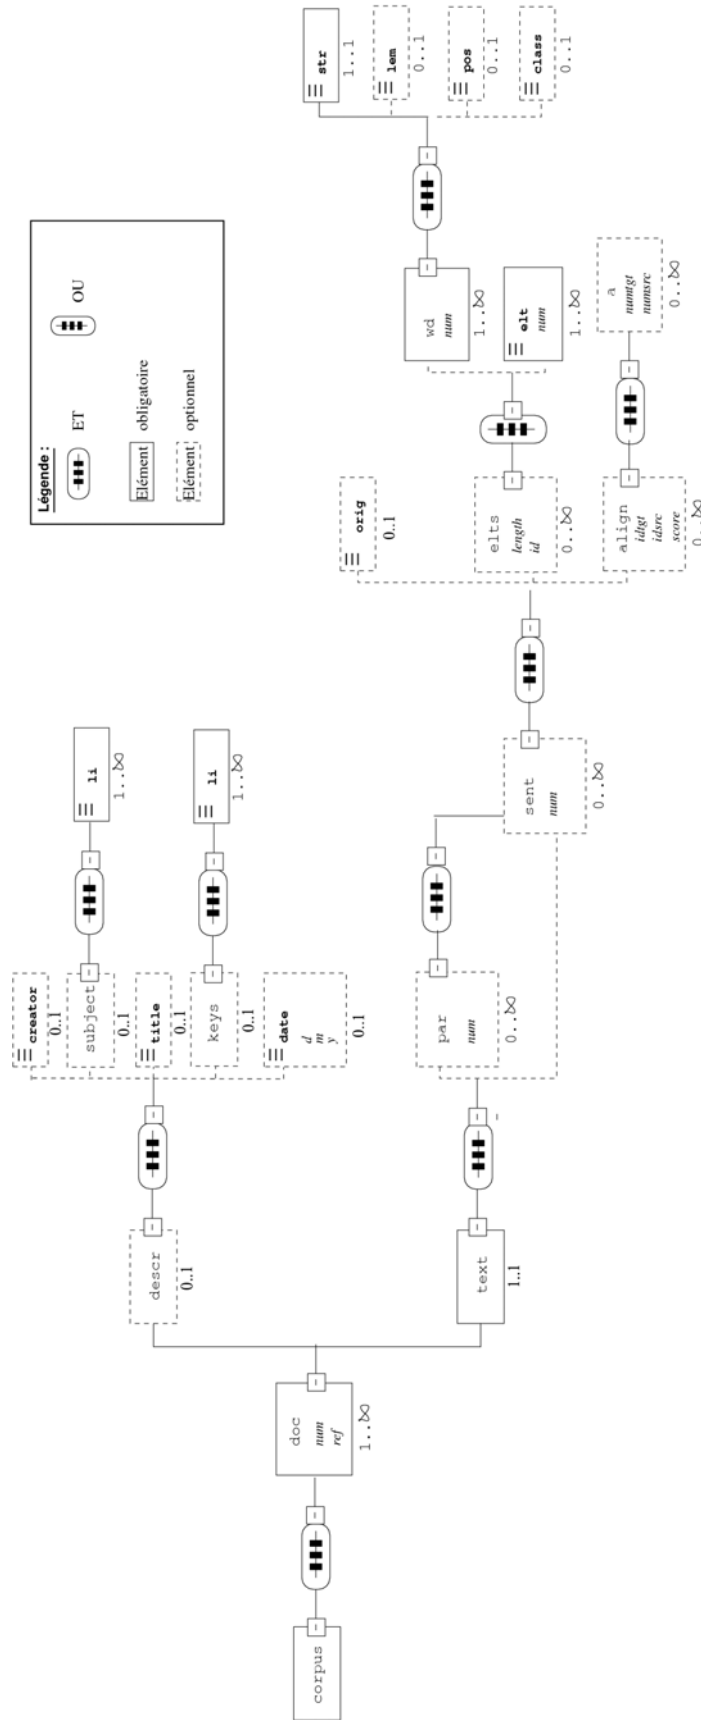 Légende :
ET
OU
Elément
obligatoire
Elément
optionnel
corpus
doc
num
ref
1..∞
descr
0..1
creator
0..1
subject
0..1
li
1..∞
title
0..1
keys
0..1
li
1..∞
date
d
m
y
0..1
text
1..1
par
num
0..∞
sent
num
0..∞
orig
0..1
elts
length
id
0..∞
wd
num
1..∞
str
1..1
lem
0..1
pos
0..1
class
0..1
elt
num
1..∞
align
idtgt
idsrc
score
0..∞
a
numtgt
numsrc
0..∞